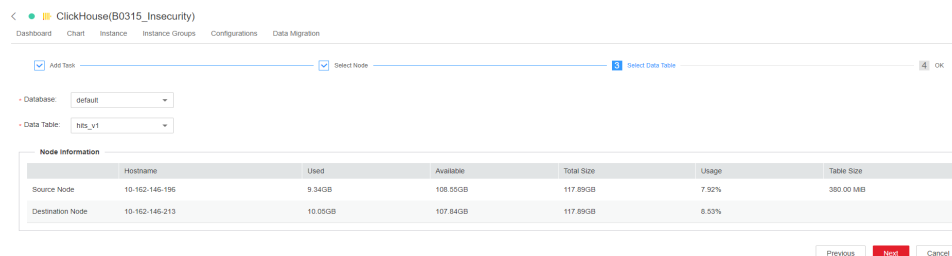 ClickHouse(B0315_Insecurity)
Dashboard Chart Instance Instance Groups Configurations Data Migration
Add Task Select Node 3 Select Data Table 4 OK
* Database: default
* Data Table: hits_v1
Node Information
Hostname Used Available Total Size Usage Table Size
Source Node 10-162-146-196 9.34GB 108.55GB 117.89GB 7.92% 380.00 MiB
Destination Node 10-162-146-213 10.05GB 107.84GB 117.89GB 8.53%
Previous Next Cancel